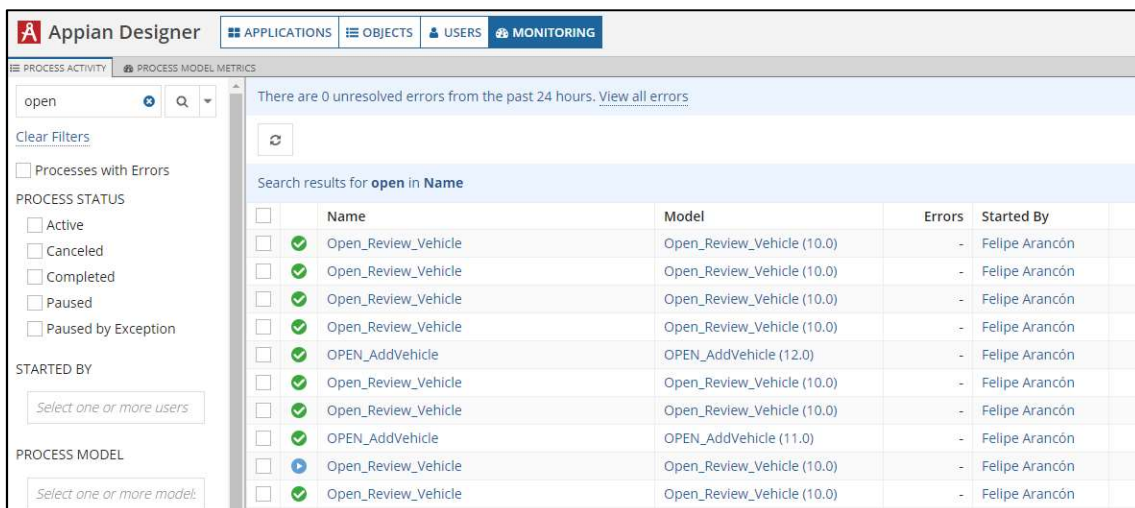 Appian Designer APPLICATIONS OBJECTS USERS MONITORING
PROCESS ACTIVITY PROCESS MODEL METRICS
open
Clear Filters
Processes with Errors
PROCESS STATUS
Active
Canceled
Completed
Paused
Paused by Exception
STARTED BY
Select one or more users
PROCESS MODEL
Select one or more models
There are 0 unresolved errors from the past 24 hours. View all errors
Search results for open in Name
Name Model Errors Started By
Open_Review_Vehicle Open_Review_Vehicle (10.0) - Felipe Arancón
Open_Review_Vehicle Open_Review_Vehicle (10.0) - Felipe Arancón
Open_Review_Vehicle Open_Review_Vehicle (10.0) - Felipe Arancón
Open_Review_Vehicle Open_Review_Vehicle (10.0) - Felipe Arancón
OPEN_AddVehicle OPEN_AddVehicle (12.0) - Felipe Arancón
Open_Review_Vehicle Open_Review_Vehicle (10.0) - Felipe Arancón
Open_Review_Vehicle Open_Review_Vehicle (10.0) - Felipe Arancón
OPEN_AddVehicle OPEN_AddVehicle (11.0) - Felipe Arancón
Open_Review_Vehicle Open_Review_Vehicle (10.0) - Felipe Arancón
Open_Review_Vehicle Open_Review_Vehicle (10.0) - Felipe Arancón